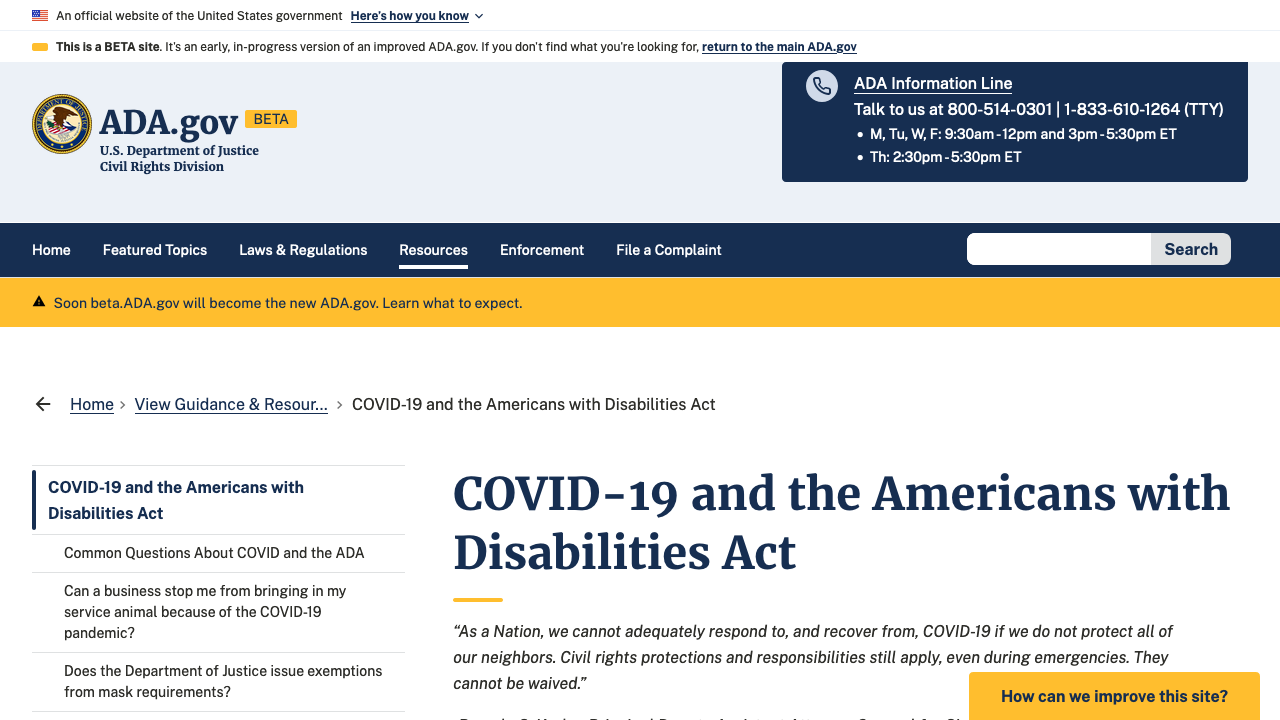 An official website of the United States government Here's how you know
This is a BETA site. It's an early, in-progress version of an improved ADA.gov. If you don't find what you're looking for, return to the main ADA.gov
ADA.gov BETA
U.S. Department of Justice
Civil Rights Division
ADA Information Line
Talk to us at 800-514-0301 | 1-833-610-1264 (TTY)
• M, Tu, W, F: 9:30am - 12pm and 3pm - 5:30pm ET
• Th: 2:30pm - 5:30pm ET
Home Featured Topics Laws & Regulations Resources Enforcement File a Complaint Search
Soon beta.ADA.gov will become the new ADA.gov. Learn what to expect.
Home > View Guidance & Resour... > COVID-19 and the Americans with Disabilities Act
COVID-19 and the Americans with
Disabilities Act
Common Questions About COVID and the ADA
Can a business stop me from bringing in my
service animal because of the COVID-19
pandemic?
Does the Department of Justice issue exemptions
from mask requirements?
COVID-19 and the Americans with
Disabilities Act
“As a Nation, we cannot adequately respond to, and recover from, COVID-19 if we do not protect all of
our neighbors. Civil rights protections and responsibilities still apply, even during emergencies. They
cannot be waived.”
How can we improve this site?